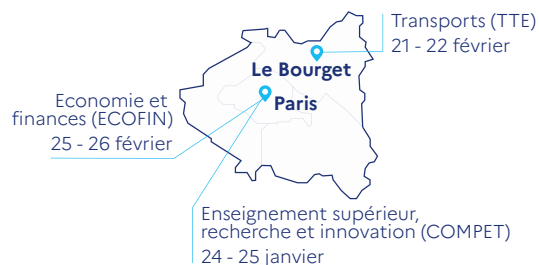 Transports (TTE)
21 - 22 février
Le Bourget
Paris
Economie et
finances (ECOFIN)
25 - 26 février
Enseignement supérieur,
recherche et innovation (COMPET)
24 - 25 janvier